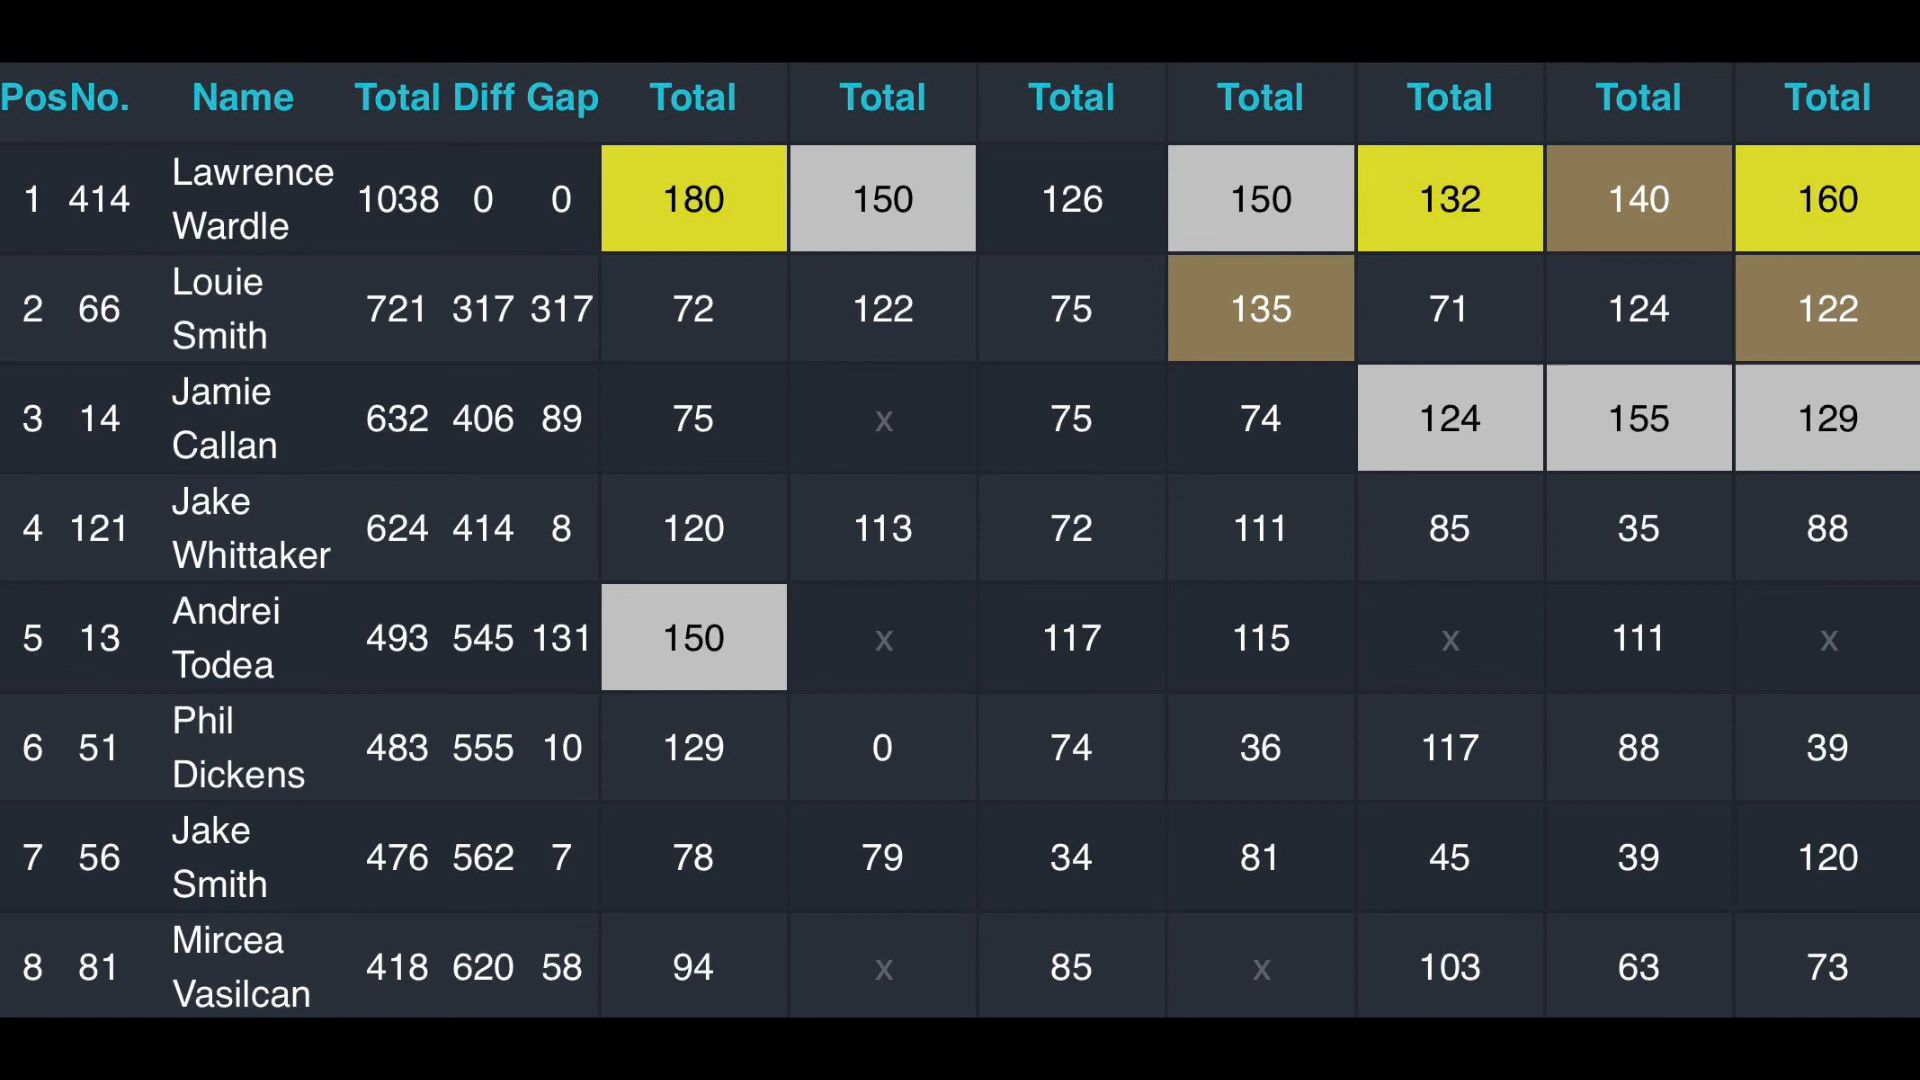 Pos No. Name Total Diff Gap Total Total Total Total Total Total Total
1 414 Lawrence Wardle 1038 0 0 180 150 126 150 132 140 160
2 66 Louie Smith 721 317 317 72 122 75 135 71 124 122
3 14 Jamie Callan 632 406 89 75 x 75 74 124 155 129
4 121 Jake Whittaker 624 414 8 120 113 72 111 85 35 88
5 13 Andrei Todea 493 545 131 150 x 117 115 x 111 x
6 51 Phil Dickens 483 555 10 129 0 74 36 117 88 39
7 56 Jake Smith 476 562 7 78 79 34 81 45 39 120
8 81 Mircea Vasilcan 418 620 58 94 x 85 x 103 63 73